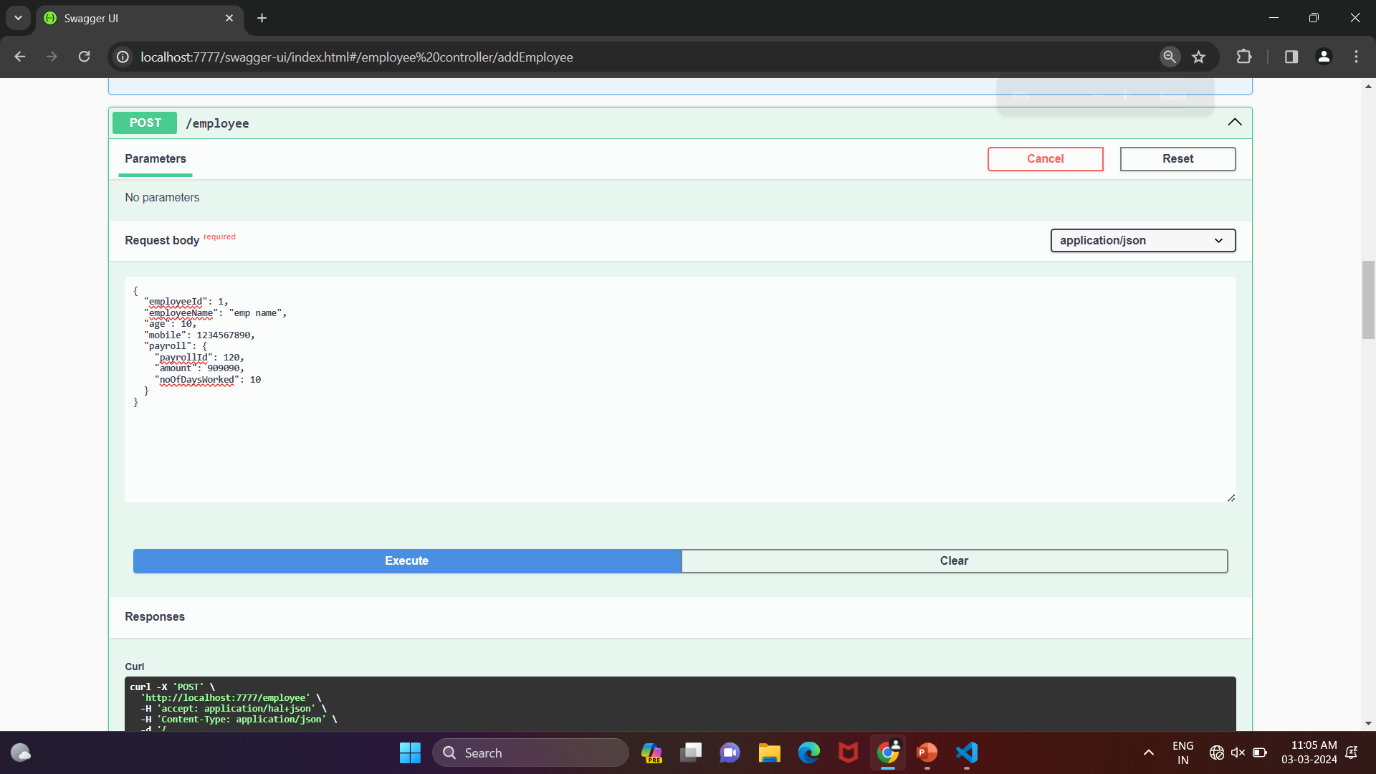 Swagger UI
localhost:7777/swagger-ui/index.html#/employee%20controller/addEmployee
POST /employee
Parameters
Cancel
Reset
No parameters
Request body required
application/json
{
"employeeId": 1,
"employeeName": "emp name",
"age": 10,
"mobile": 1234567890,
"payroll": {
"payrollId": 120,
"amount": 909090,
"noOfDaysWorked": 10
}
}
Execute
Clear
Responses
Curl
curl -X 'POST' \
'http://localhost:7777/employee' \
-H 'accept: application/hal+json' \
-H 'Content-Type: application/json' \
-d '{
Search
PRE
ENG
IN
11:05 AM
03-03-2024